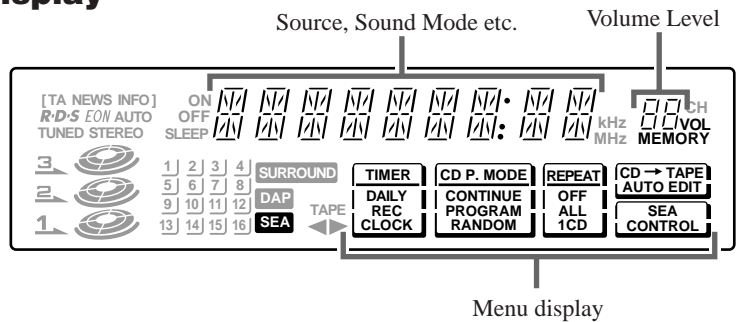 Display
Source, Sound Mode etc.
Volume Level
[TA NEWS INFO]
R·D·S EON AUTO
TUNED STEREO
ON
OFF
SLEEP
kHz
MHz
CH
VOL
MEMORY
3
2
1
1 2 3 4
5 6 7 8
9 10 11 12
13 14 15 16
SURROUND
DAP
SEA
TAPE
TIMER
DAILY
REC
CLOCK
CD P. MODE
CONTINUE
PROGRAM
RANDOM
REPEAT
OFF
ALL
1CD
CD → TAPE
AUTO EDIT
SEA
CONTROL
Menu display